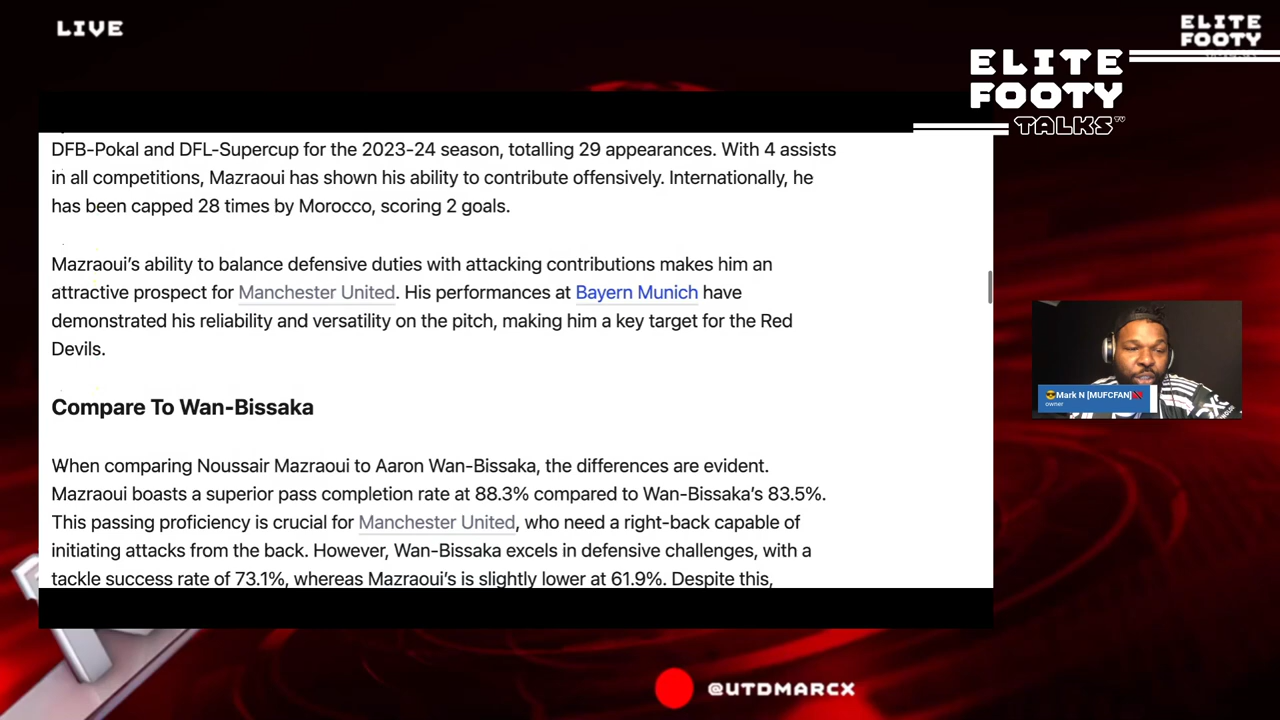 LIVE
ELITE
FOOTY
ELITE
FOOTY
TALKS TV
DFB-Pokal and DFL-Supercup for the 2023-24 season, totalling 29 appearances. With 4 assists
in all competitions, Mazraoui has shown his ability to contribute offensively. Internationally, he
has been capped 28 times by Morocco, scoring 2 goals.
Mazraoui’s ability to balance defensive duties with attacking contributions makes him an
attractive prospect for Manchester United. His performances at Bayern Munich have
demonstrated his reliability and versatility on the pitch, making him a key target for the Red
Devils.
Compare To Wan-Bissaka
When comparing Noussair Mazraoui to Aaron Wan-Bissaka, the differences are evident.
Mazraoui boasts a superior pass completion rate at 88.3% compared to Wan-Bissaka’s 83.5%.
This passing proficiency is crucial for Manchester United, who need a right-back capable of
initiating attacks from the back. However, Wan-Bissaka excels in defensive challenges, with a
tackle success rate of 73.1%, whereas Mazraoui’s is slightly lower at 61.9%. Despite this,
😎Mark N [MUFCFAN]🇹🇹
owner
@UTDMARCX